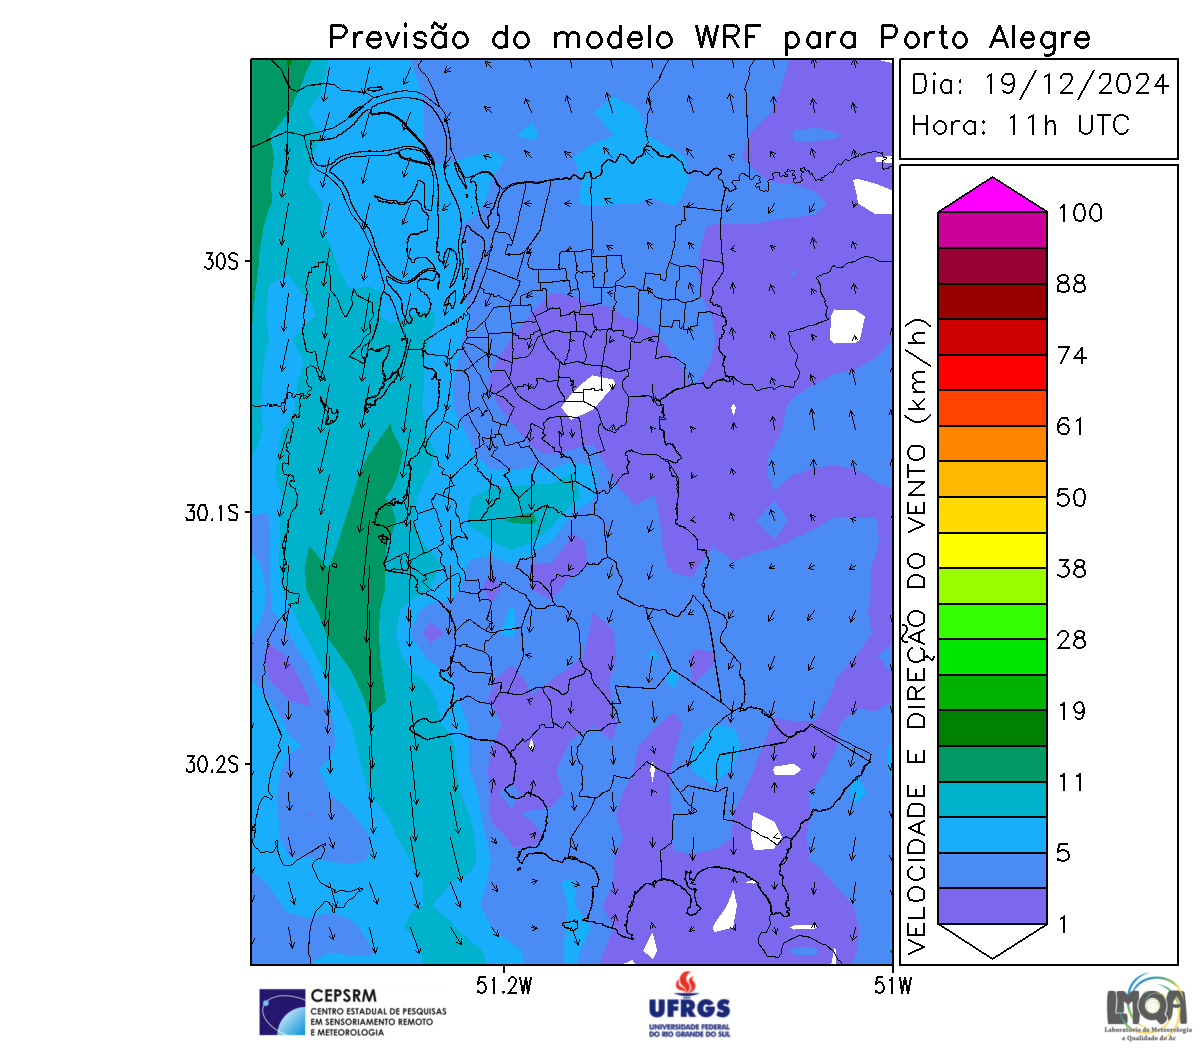 Previsão do modelo WRF para Porto Alegre
Dia: 19/12/2024
Hora: 11h UTC
30S
30.1S
30.2S
51.2W
51W
VELOCIDADE E DIREÇÃO DO VENTO (km/h)
100
88
74
61
50
38
28
19
11
5
1
CEPSRM
CENTRO ESTADUAL DE PESQUISAS
EM SENSORIAMENTO REMOTO
E METEOROLOGIA
UFRGS
UNIVERSIDADE FEDERAL
DO RIO GRANDE DO SUL
LMQA
Laboratório de Meteorologia
e Qualidade do Ar